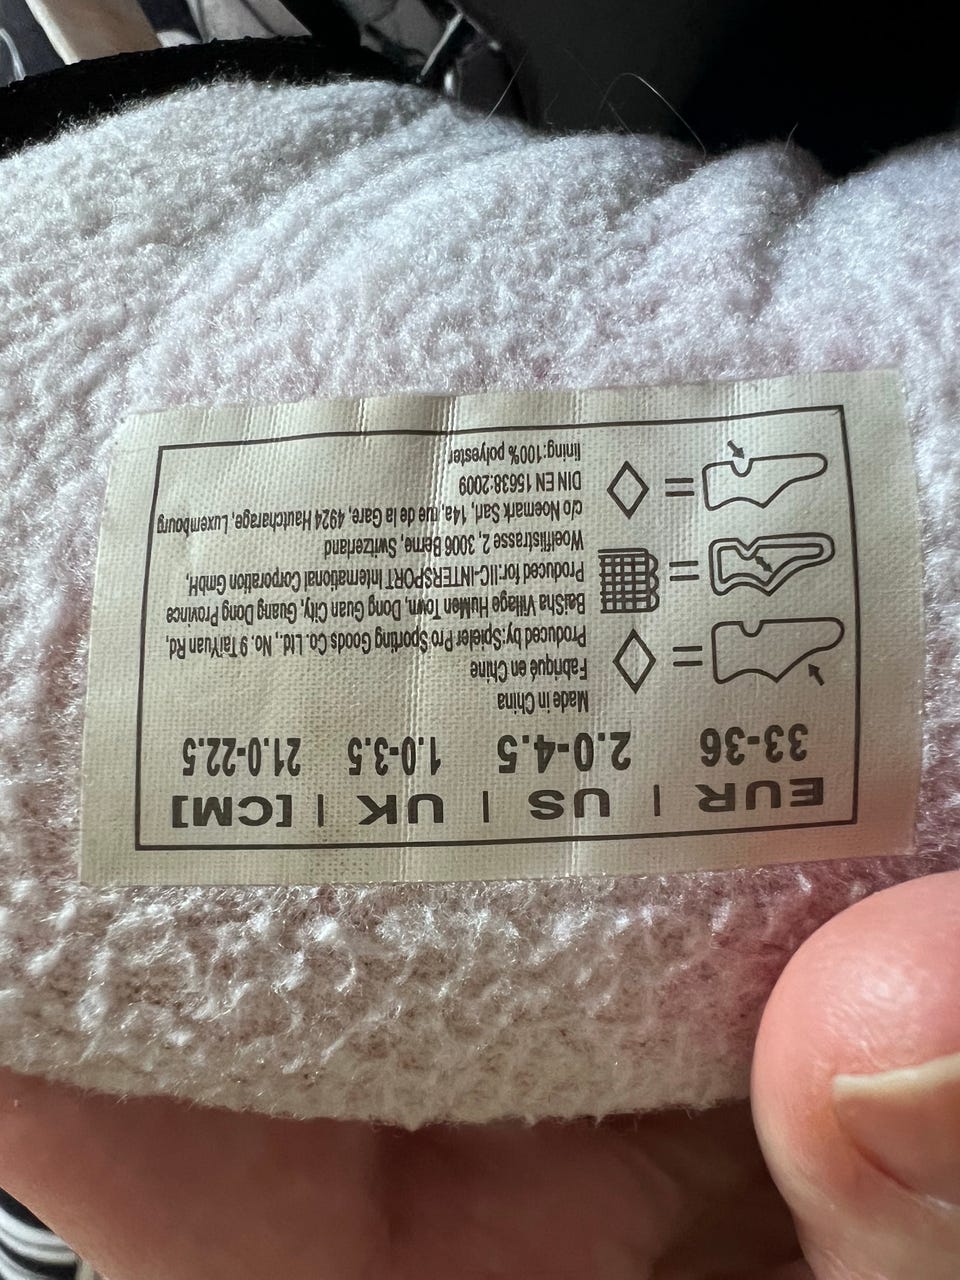 EUR | US | UK | [CM]
33-36 2.0-4.5 1.0-3.5 21.0-22.5
Made in China
Fabriqué en Chine
Produced by:Spieler Pro Sporting Goods Co. Ltd., No. 9 TaiYuan Rd,
BaiSha Village HuMen Town, Dong Guan City, Guang Dong Province
Produced for:IIC-INTERSPORT International Corporation GmbH,
Woelflistrasse, 2, 3006 Berne, Switzerland
c/o Noemark Sarl, 14a, rue de la Gare, 4924 Hautcharage, Luxembourg
DIN EN 15638:2009
lining:100% polyester